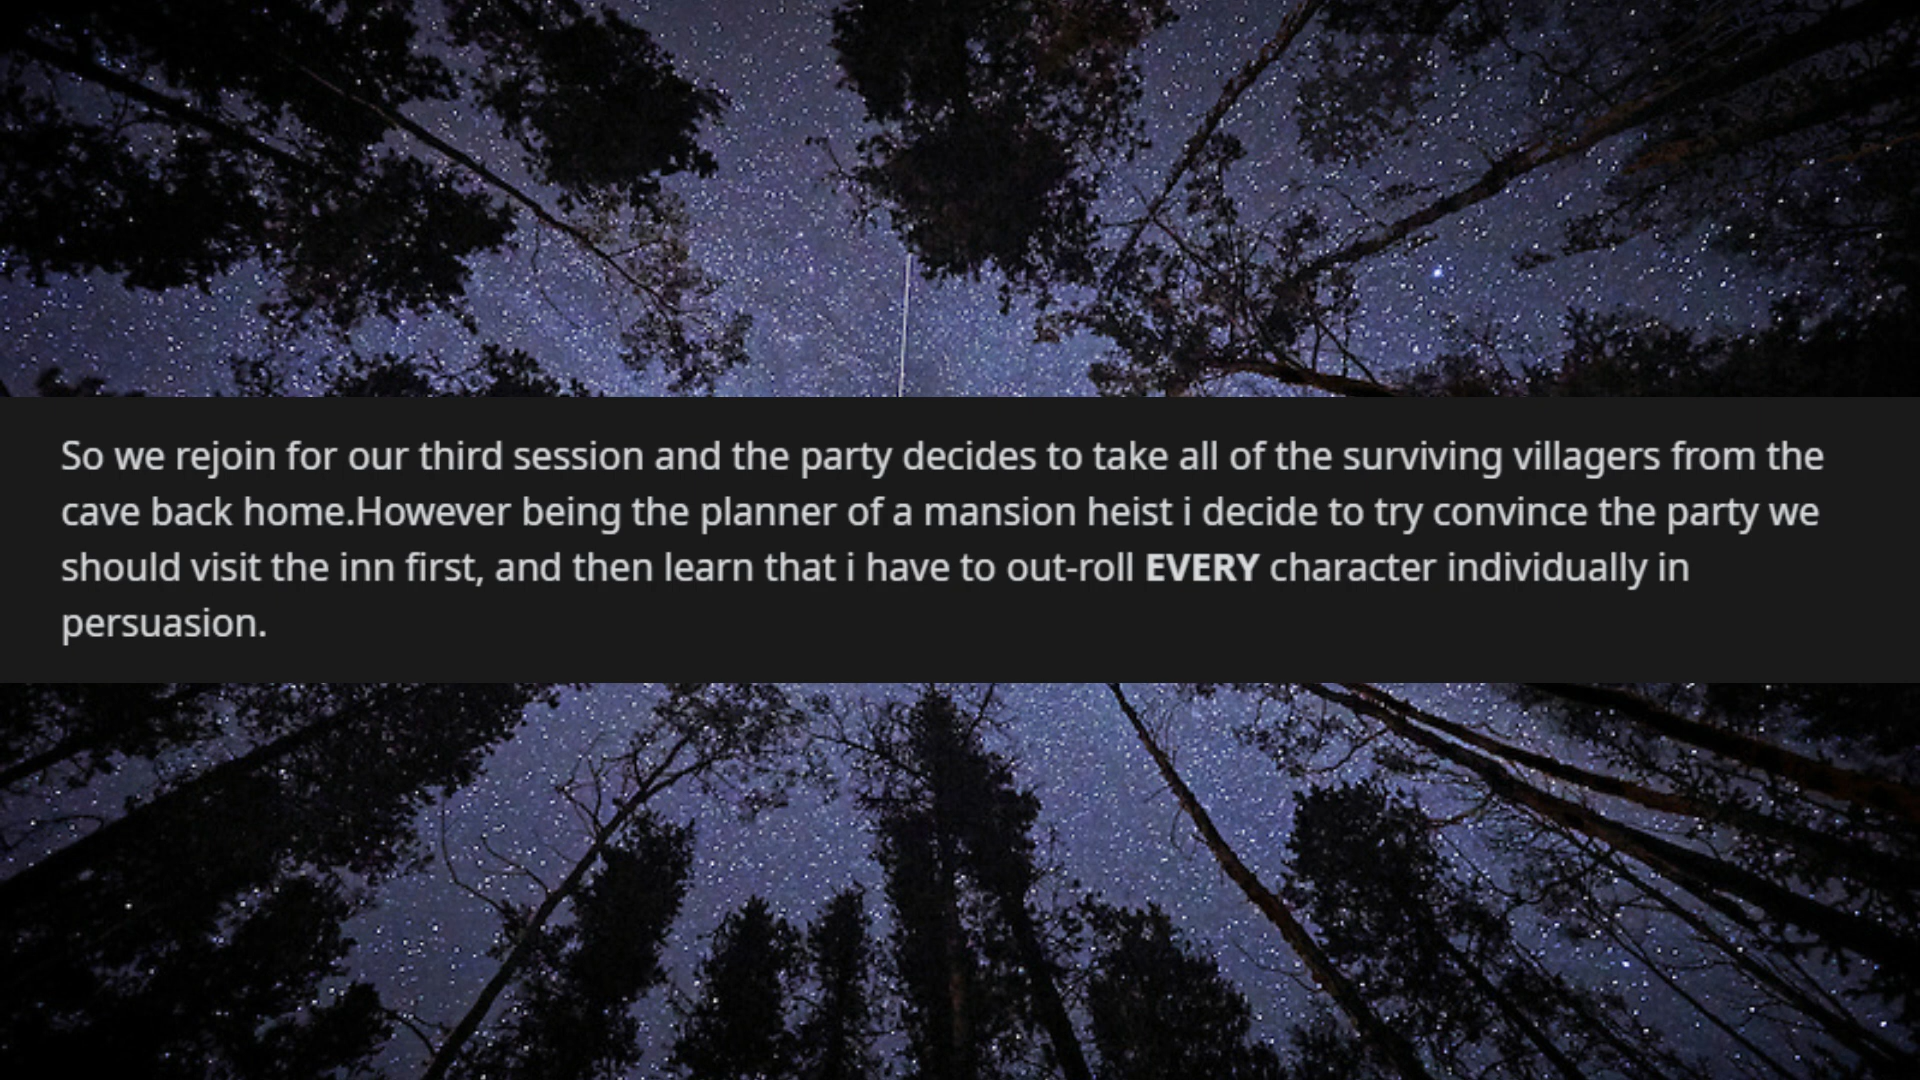 So we rejoin for our third session and the party decides to take all of the surviving villagers from the
cave back home.However being the planner of a mansion heist i decide to try convince the party we
should visit the inn first, and then learn that i have to out-roll EVERY character individually in
persuasion.